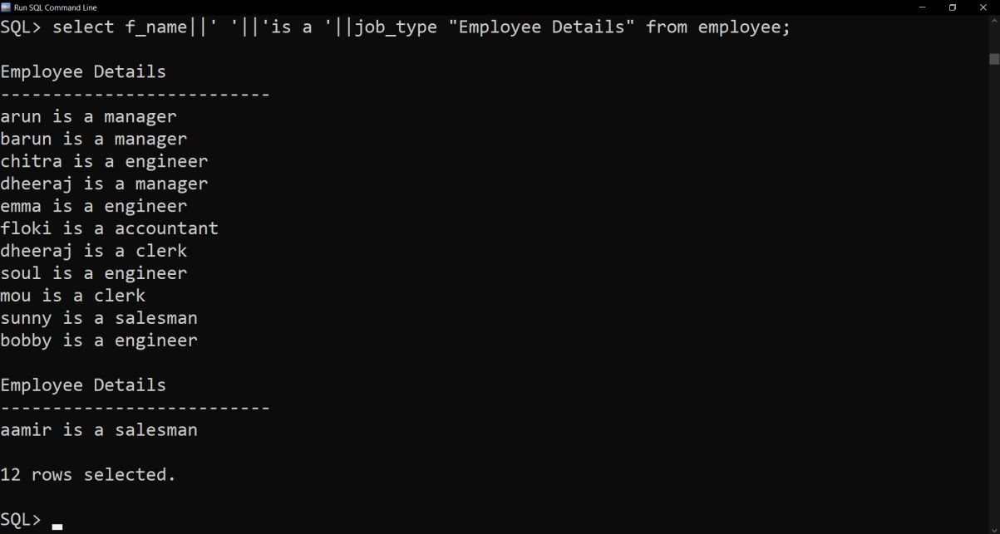 Run SQL Command Line
SQL> select f_name||' '||'is a '||job_type "Employee Details" from employee;
Employee Details
--------------------------
arun is a manager
barun is a manager
chitra is a engineer
dheeraj is a manager
emma is a engineer
floki is a accountant
dheeraj is a clerk
soul is a engineer
mou is a clerk
sunny is a salesman
bobby is a engineer
Employee Details
--------------------------
aamir is a salesman
12 rows selected.
SQL>